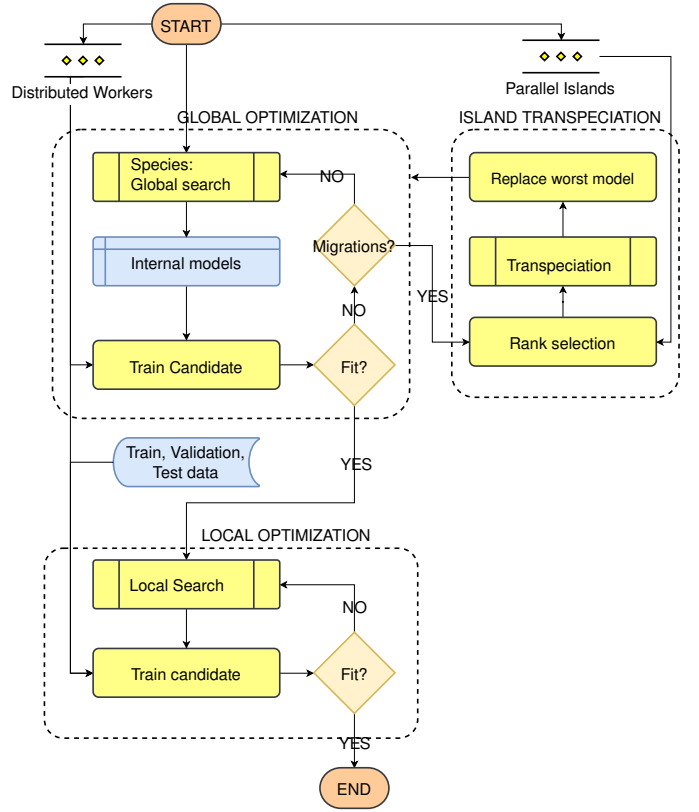 START
Distributed Workers
Parallel Islands
GLOBAL OPTIMIZATION
ISLAND TRANSPECIATION
Species:
Global search
NO
Replace worst model
Internal models
Migrations?
Transpeciation
YES
NO
Train Candidate
Fit?
Rank selection
Train, Validation,
Test data
YES
LOCAL OPTIMIZATION
Local Search
NO
Train candidate
Fit?
YES
END